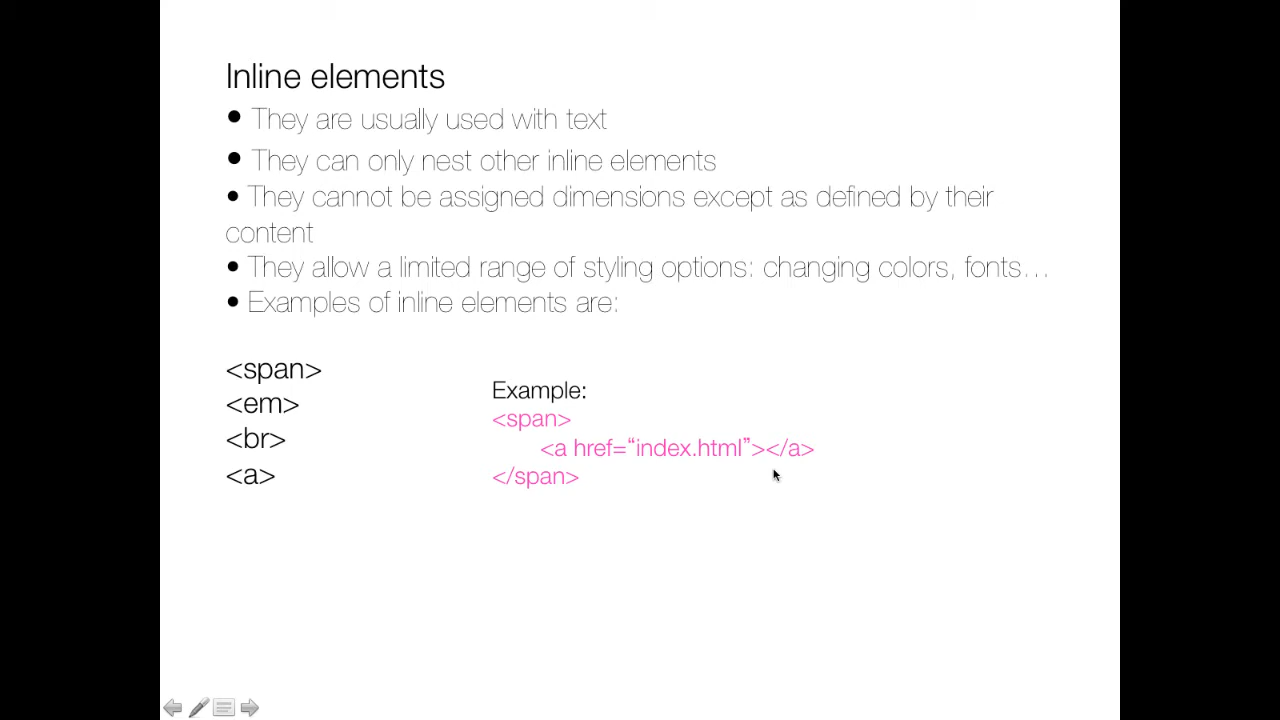 Inline elements
• They are usually used with text
• They can only nest other inline elements
• They cannot be assigned dimensions except as defined by their
content
• They allow a limited range of styling options: changing colors, fonts…
• Examples of inline elements are:
<span>
<em>
<br>
<a>
Example:
<span>
<a href=“index.html”></a>
</span>